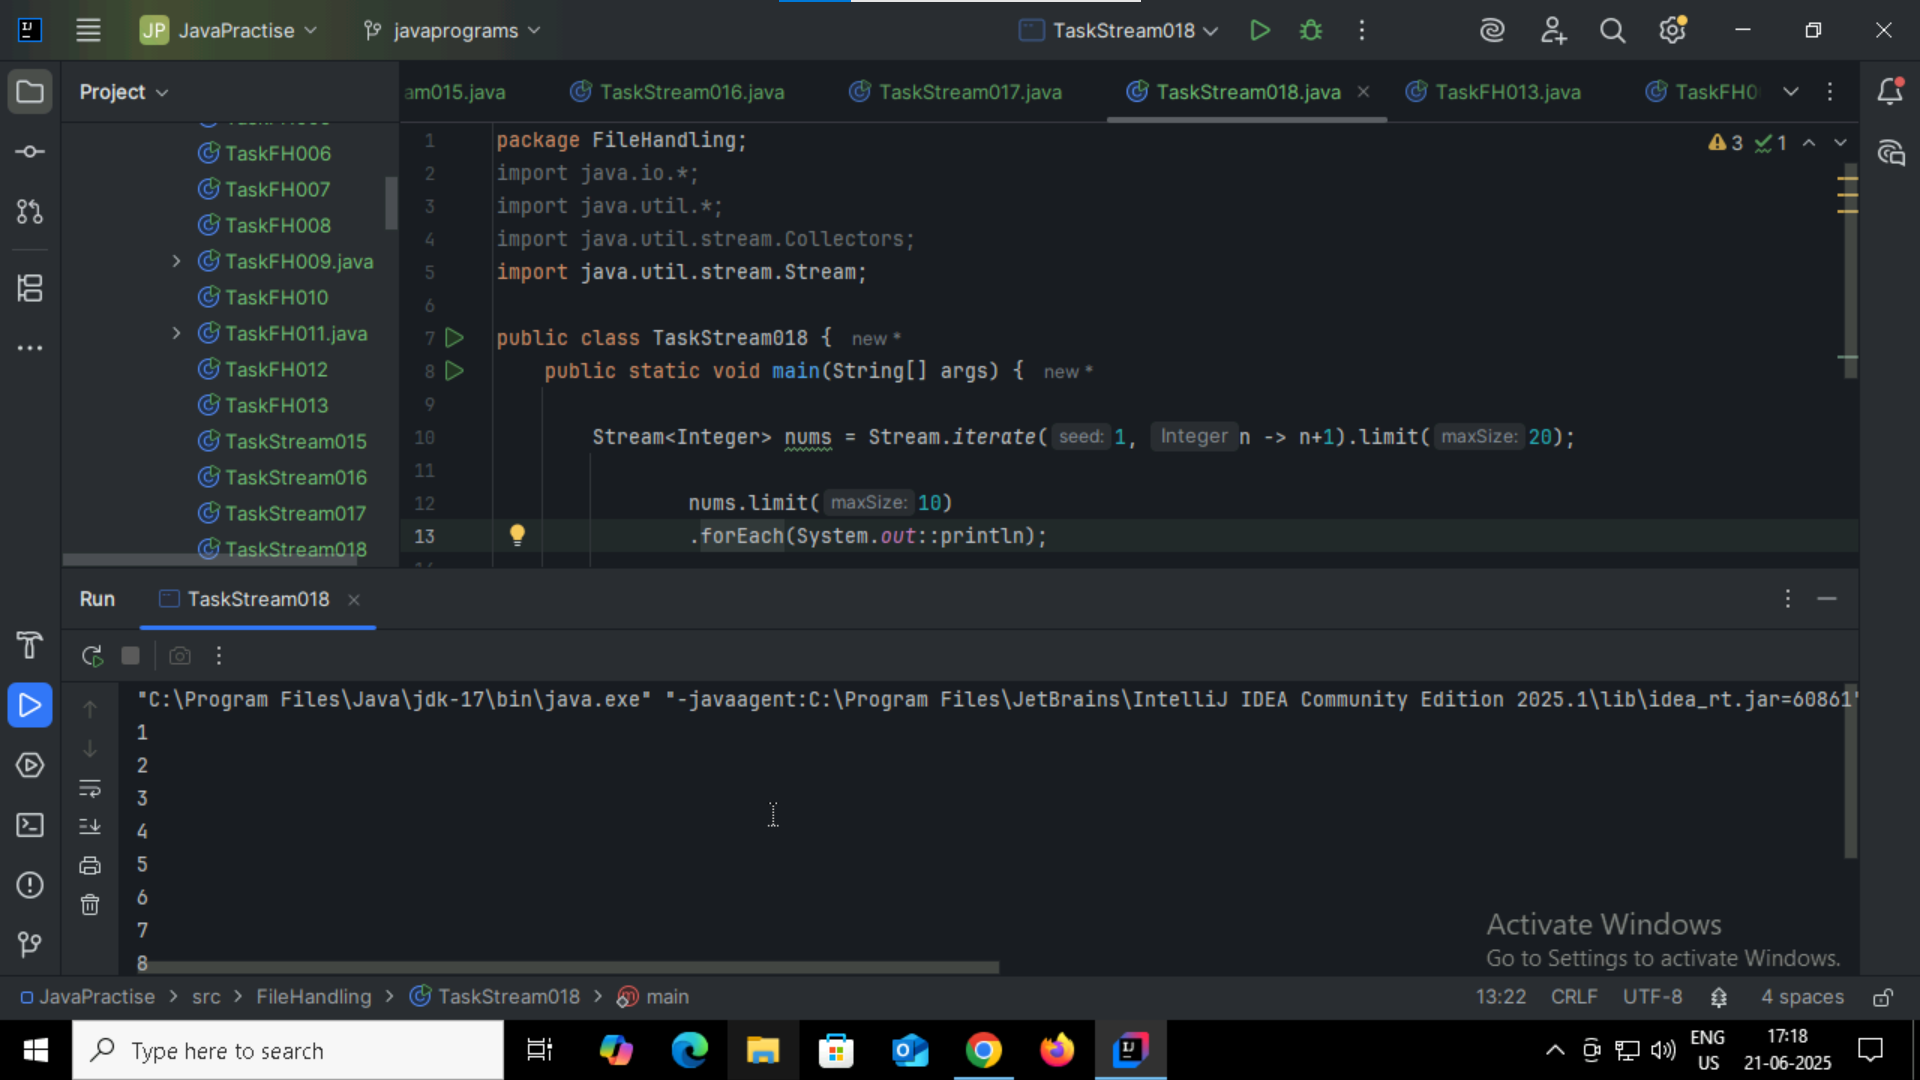 JP JavaPractise
javaprograms
TaskStream018
Project
am015.java
TaskStream016.java
TaskStream017.java
TaskStream018.java
TaskFH013.java
TaskFH0
TaskFH006
TaskFH007
TaskFH008
TaskFH009.java
TaskFH010
TaskFH011.java
TaskFH012
TaskFH013
TaskStream015
TaskStream016
TaskStream017
TaskStream018
3 1
1 package FileHandling;
2 import java.io.*;
3 import java.util.*;
4 import java.util.stream.Collectors;
5 import java.util.stream.Stream;
6
7 public class TaskStream018 { new *
8 public static void main(String[] args) { new *
9
10 Stream<Integer> nums = Stream.iterate( seed: 1, Integer n -> n+1).limit( maxSize: 20);
11
12 nums.limit( maxSize: 10)
13 .forEach(System.out::println);
Run TaskStream018
"C:\Program Files\Java\jdk-17\bin\java.exe" "-javaagent:C:\Program Files\JetBrains\IntelliJ IDEA Community Edition 2025.1\lib\idea_rt.jar=60861"
1
2
3
4
5
6
7
8
Activate Windows
Go to Settings to activate Windows.
JavaPractise > src > FileHandling > TaskStream018 > main
13:22 CRLF UTF-8 4 spaces
Type here to search
ENG
US
17:18
21-06-2025